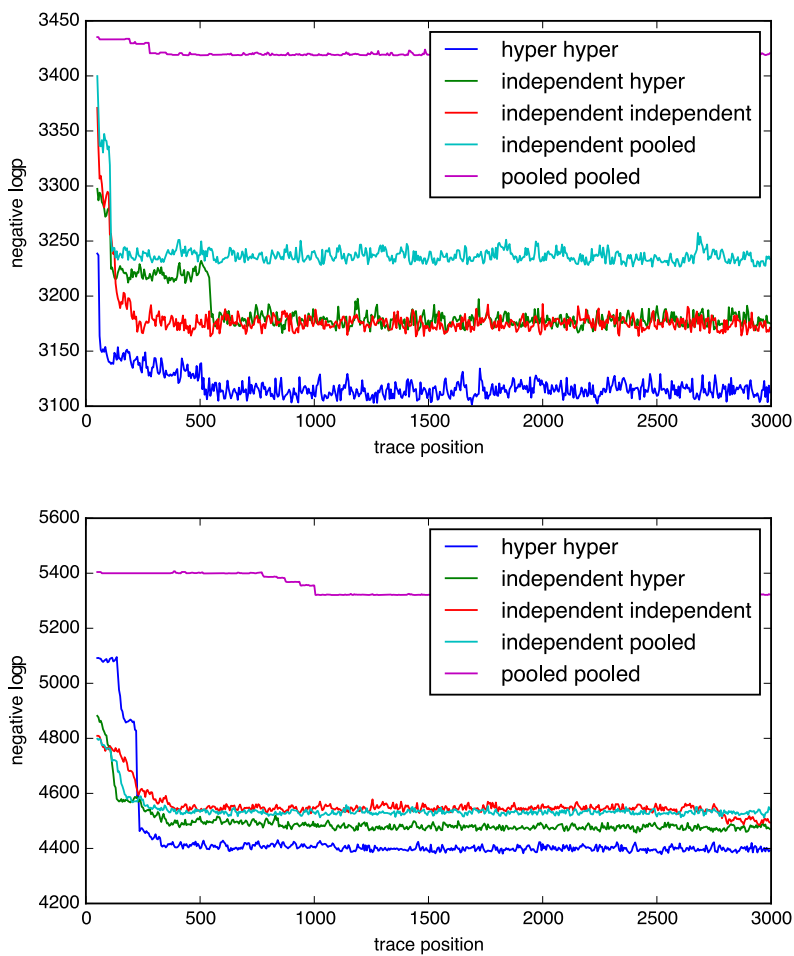 3450
3400
3350
3300
3250
3200
3150
3100
negative logp
0 500 1000 1500 2000 2500 3000
trace position
hyper hyper
independent hyper
independent independent
independent pooled
pooled pooled
5600
5400
5200
5000
4800
4600
4400
4200
negative logp
0 500 1000 1500 2000 2500 3000
trace position
hyper hyper
independent hyper
independent independent
independent pooled
pooled pooled